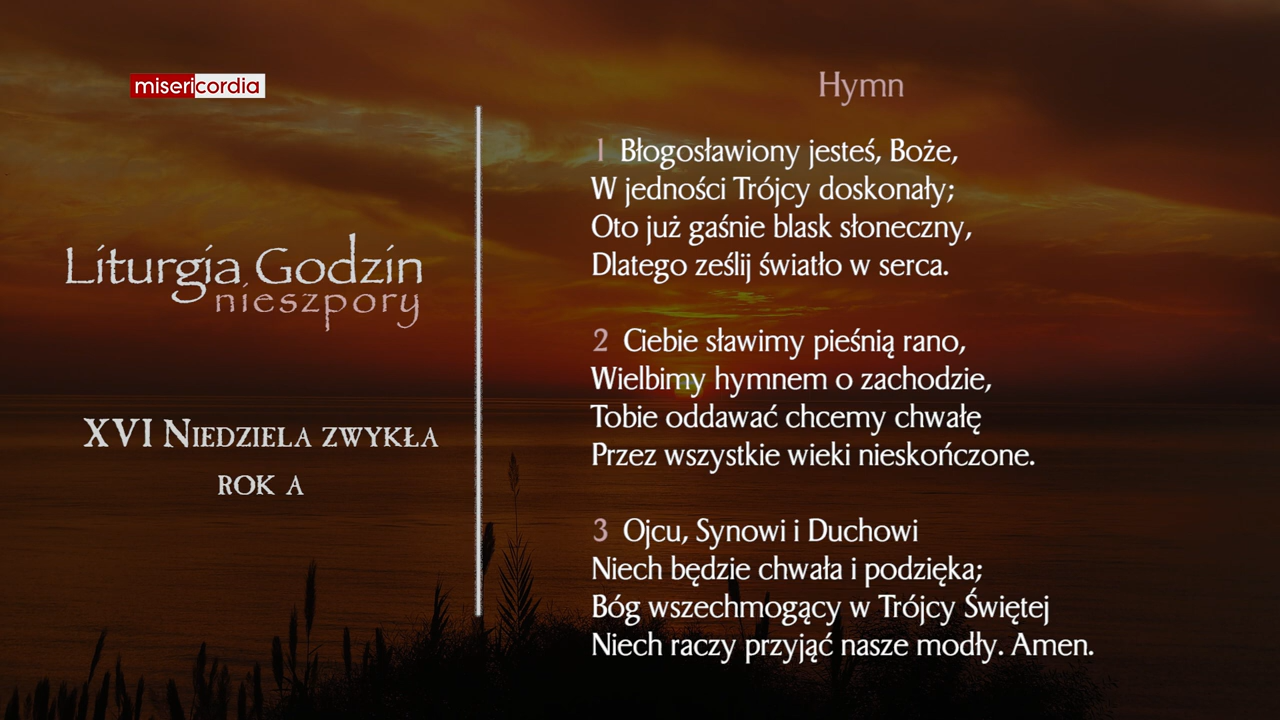 misericordia
Liturgia Godzin
nieszpory
XVI Niedziela zwykła
rok A
Hymn
1 Błogosławiony jesteś, Boże,
W jedności Trójcy doskonały;
Oto już gaśnie blask słoneczny,
Dlatego ześlij światło w serca.
2 Ciebie sławimy pieśnią rano,
Wielbimy hymnem o zachodzie,
Tobie oddawać chcemy chwałę
Przez wszystkie wieki nieskończone.
3 Ojcu, Synowi i Duchowi
Niech będzie chwała i podzięka;
Bóg wszechmogący w Trójcy Świętej
Niech raczy przyjąć nasze modły. Amen.